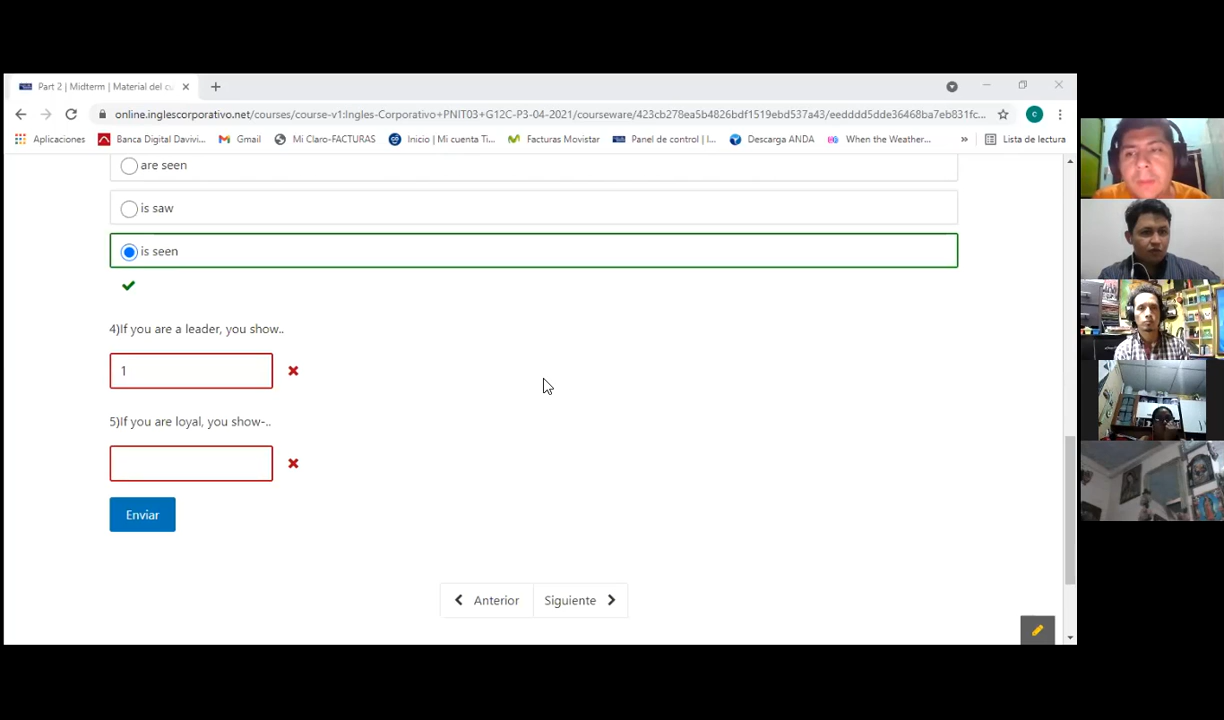 Part 2 | Midterm | Material del cu
online.inglescorporativo.net/courses/course-v1:Ingles-Corporativo+PNIT03+G12C-P3-04-2021/courseware/423cb278ea5b4826bdf1519ebd537a43/eedddd5dde36468ba7eb831fc...
c
Aplicaciones
Banca Digital Davivi...
Gmail
Mi Claro-FACTURAS
Inicio | Mi cuenta Ti...
Facturas Movistar
Panel de control | I...
Descarga ANDA
When the Weather...
»
Lista de lectura
are seen
is saw
is seen
4)If you are a leader, you show..
1
5)If you are loyal, you show-..
Enviar
Anterior
Siguiente